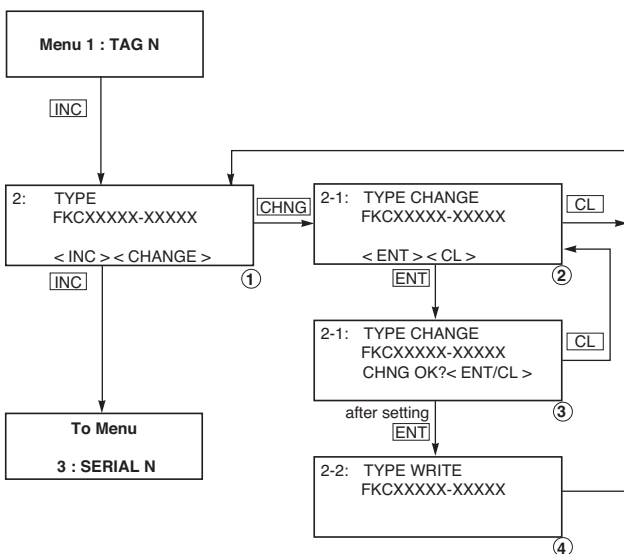 Menu 1 : TAG N
INC
2: TYPE
FKCXXXXX-XXXXX
< INC > < CHANGE >
①
CHNG
2-1: TYPE CHANGE
FKCXXXXX-XXXXX
< ENT > < CL >
②
CL
INC
ENT
2-1: TYPE CHANGE
FKCXXXXX-XXXXX
CHNG OK?< ENT/CL >
③
CL
after setting
ENT
To Menu
3 : SERIAL N
2-2: TYPE WRITE
FKCXXXXX-XXXXX
④